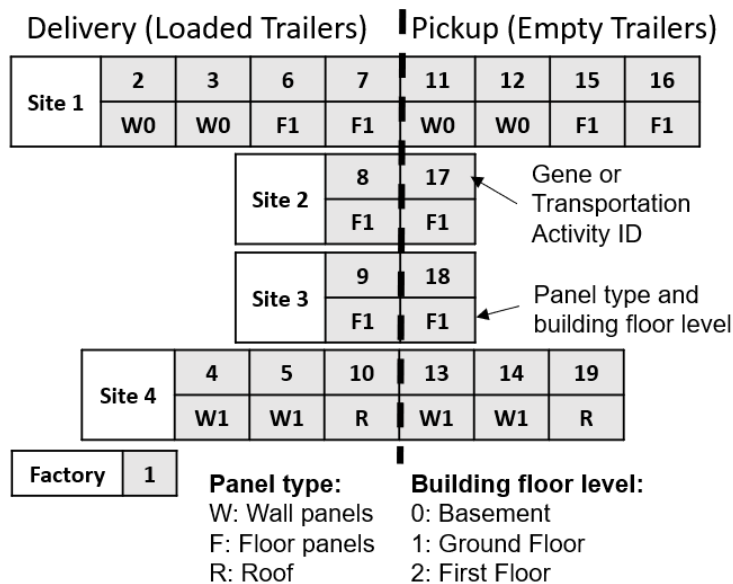 Delivery (Loaded Trailers) Pickup (Empty Trailers)
Site 1 2 3 6 7 11 12 15 16
W0 W0 F1 F1 W0 W0 F1 F1
Site 2 8 17
F1 F1
Gene or
Transportation
Activity ID
Site 3 9 18
F1 F1
Panel type and
building floor level
Site 4 4 5 10 13 14 19
W1 W1 R W1 W1 R
Factory 1
Panel type:
W: Wall panels
F: Floor panels
R: Roof
Building floor level:
0: Basement
1: Ground Floor
2: First Floor